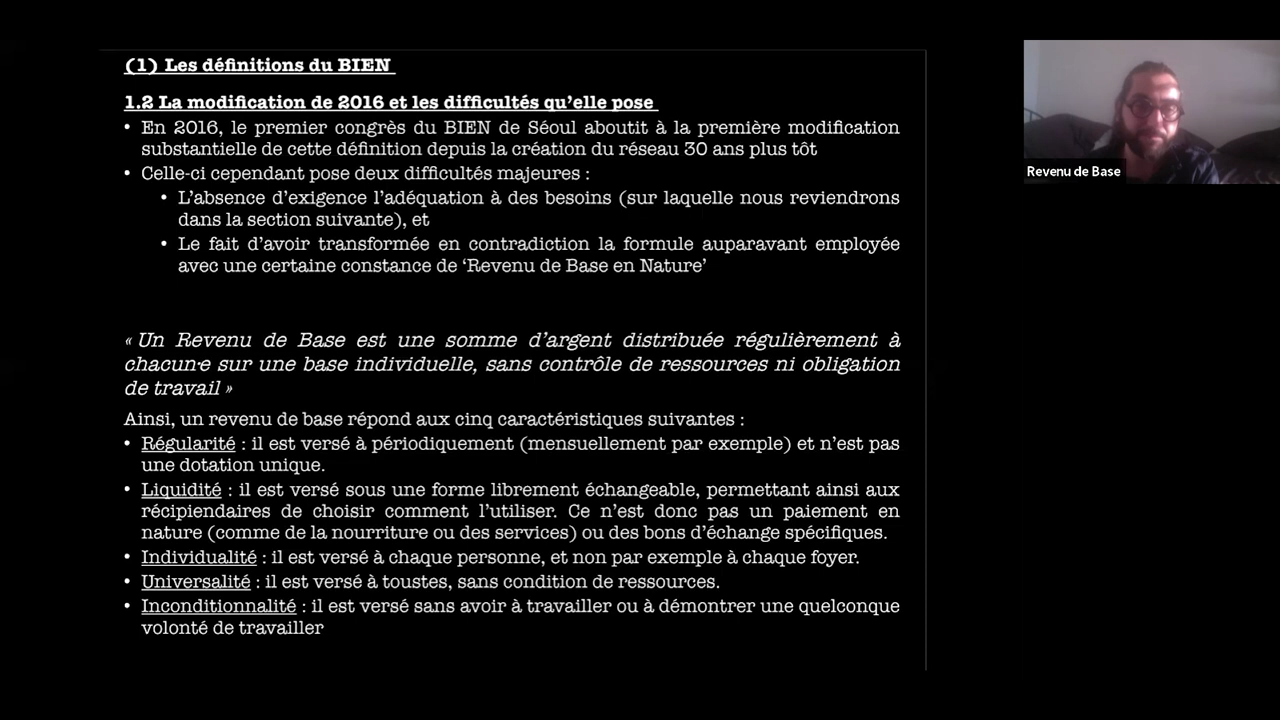 (1) Les définitions du BIEN
1.2 La modification de 2016 et les difficultés qu’elle pose
• En 2016, le premier congrès du BIEN de Séoul aboutit à la première modification
substantielle de cette définition depuis la création du réseau 30 ans plus tôt
• Celle-ci cependant pose deux difficultés majeures :
• L’absence d’exigence l’adéquation à des besoins (sur laquelle nous reviendrons
dans la section suivante), et
• Le fait d’avoir transformée en contradiction la formule auparavant employée
avec une certaine constance de ‘Revenu de Base en Nature’
« Un Revenu de Base est une somme d’argent distribuée régulièrement à
chacun·e sur une base individuelle, sans contrôle de ressources ni obligation
de travail »
Ainsi, un revenu de base répond aux cinq caractéristiques suivantes :
• Régularité : il est versé à périodiquement (mensuellement par exemple) et n’est pas
une dotation unique.
• Liquidité : il est versé sous une forme librement échangeable, permettant ainsi aux
récipiendaires de choisir comment l’utiliser. Ce n’est donc pas un paiement en
nature (comme de la nourriture ou des services) ou des bons d’échange spécifiques.
• Individualité : il est versé à chaque personne, et non par exemple à chaque foyer.
• Universalité : il est versé à toustes, sans condition de ressources.
• Inconditionnalité : il est versé sans avoir à travailler ou à démontrer une quelconque
volonté de travailler
Revenu de Base